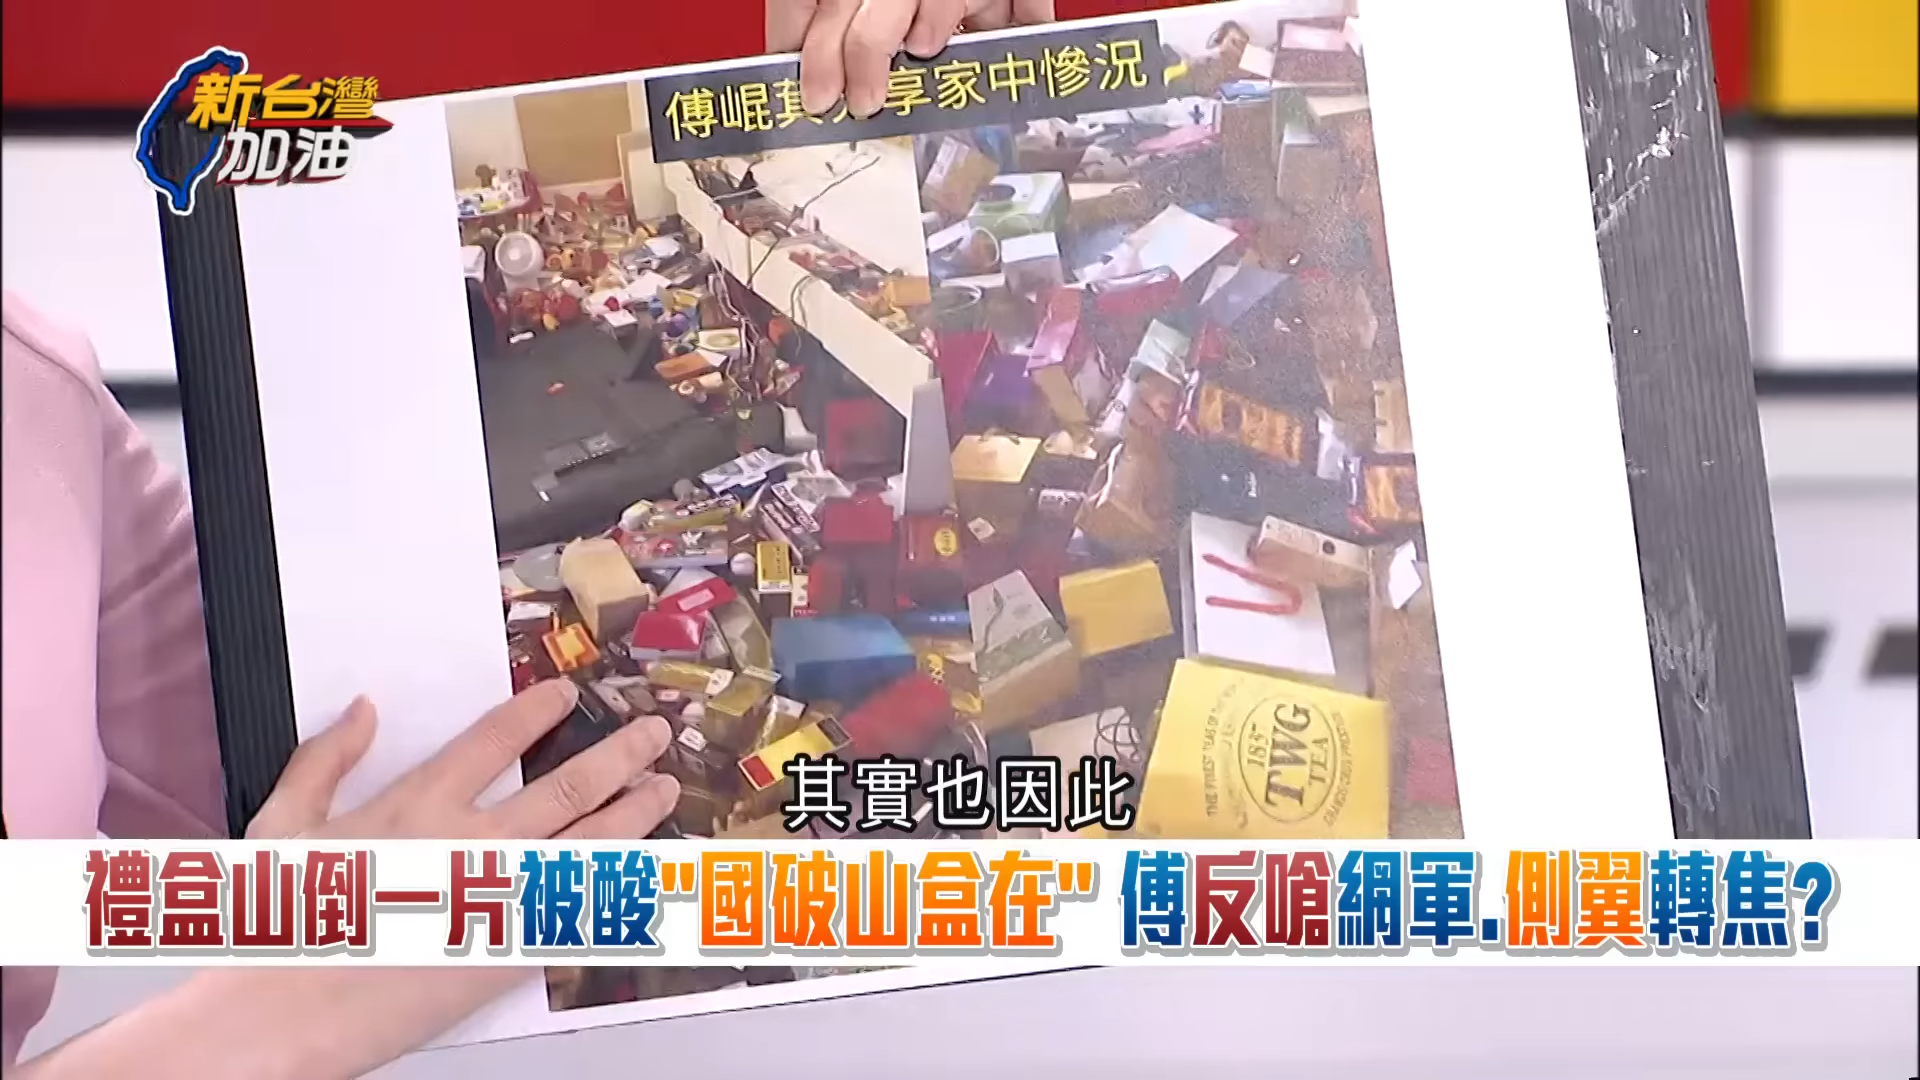 新台灣
加油
傅崐萁分享家中慘況
1837
TWG
TEA
其實也因此
禮盒山倒一片被酸"國破山盒在" 傅反嗆網軍.側翼轉焦?